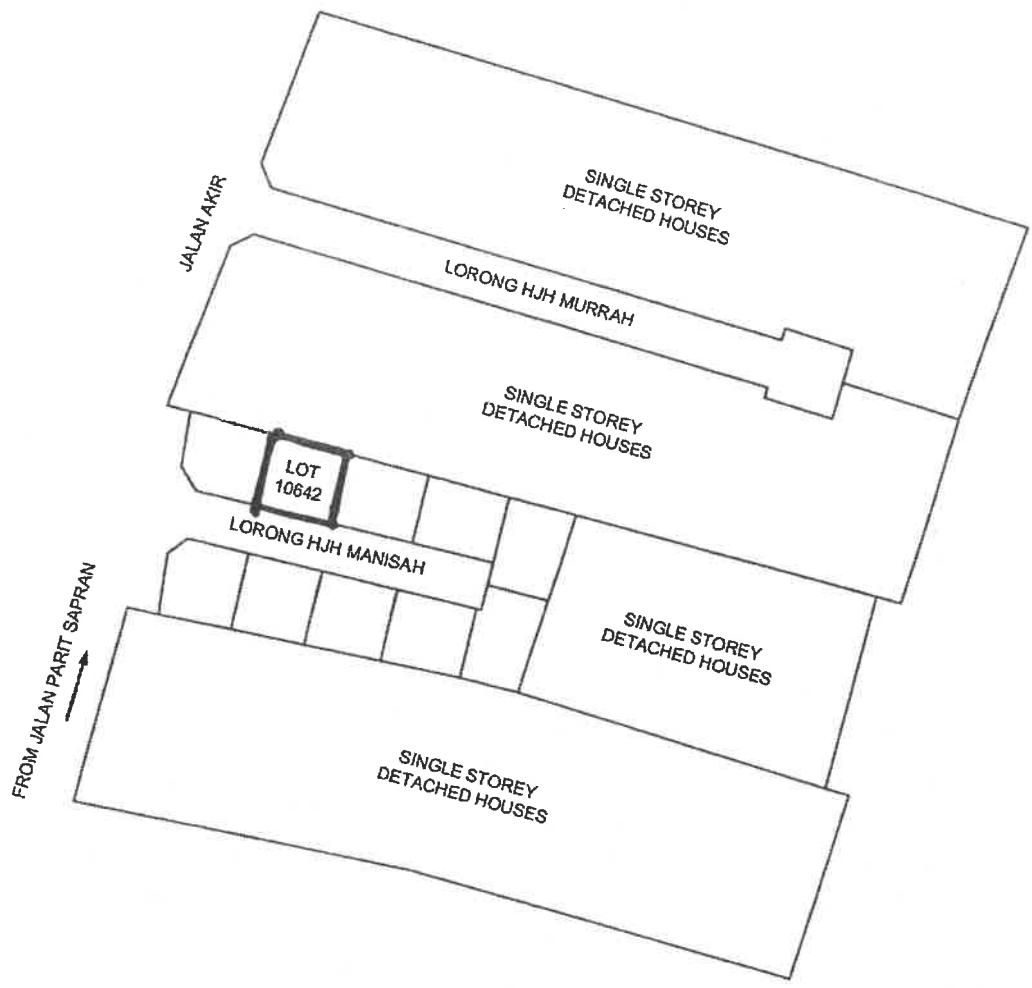 SINGLE STOREY
DETACHED HOUSES
JALAN AKIR
LORONG HJH MURRAH
SINGLE STOREY
DETACHED HOUSES
LOT
10642
LORONG HJH MANISAH
SINGLE STOREY
DETACHED HOUSES
FROM JALAN PARIT SAPRAN
SINGLE STOREY
DETACHED HOUSES